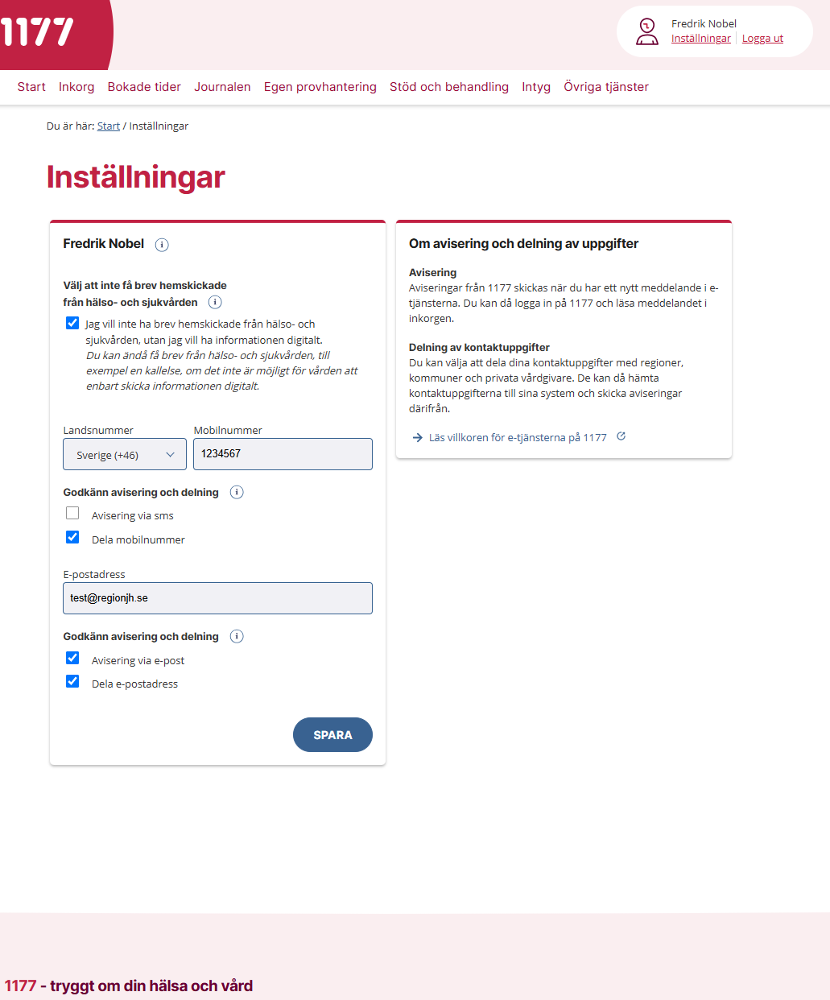 1177
Fredrik Nobel
Inställningar Logga ut
Start Inkorg Bokade tider Journalen Egen provhantering Stöd och behandling Intyg Övriga tjänster
Du är här: Start / Inställningar
Inställningar
Fredrik Nobel
Välj att inte få brev hemskickade
från hälso- och sjukvården
Jag vill inte ha brev hemskickade från hälso- och
sjukvården, utan jag vill ha informationen digitalt.
Du kan ändå få brev från hälso- och sjukvården, till
exempel en kallelse, om det inte är möjligt för vården att
enbart skicka informationen digitalt.
Landsnummer Mobilnummer
Sverige (+46) 1234567
Godkänn avisering och delning
Avisering via sms
Dela mobilnummer
E-postadress
test@regionjh.se
Godkänn avisering och delning
Avisering via e-post
Dela e-postadress
SPARA
Om avisering och delning av uppgifter
Avisering
Aviseringar från 1177 skickas när du har ett nytt meddelande i e-
tjänsterna. Du kan då logga in på 1177 och läsa meddelandet i
inkorgen.
Delning av kontaktuppgifter
Du kan välja att dela dina kontaktuppgifter med regioner,
kommuner och privata vårdgivare. De kan då hämta
kontaktuppgifterna till sina system och skicka aviseringar
därifrån.
Läs villkoren för e-tjänsterna på 1177
1177 - tryggt om din hälsa och vård